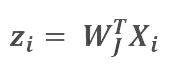 $z_i = W_J^T X_i$